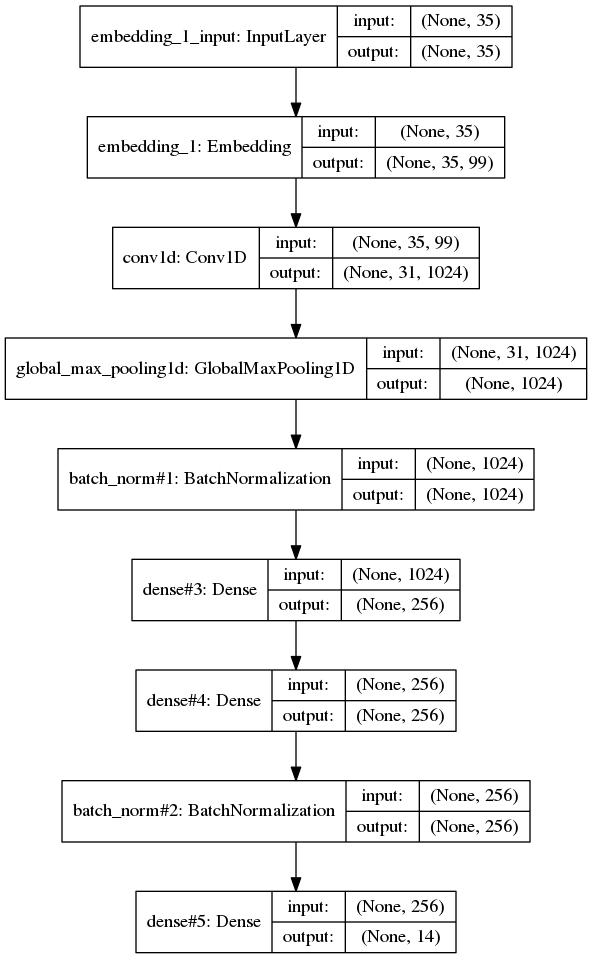 embedding_1_input: InputLayer
input: (None, 35)
output: (None, 35)
embedding_1: Embedding
input: (None, 35)
output: (None, 35, 99)
conv1d: Conv1D
input: (None, 35, 99)
output: (None, 31, 1024)
global_max_pooling1d: GlobalMaxPooling1D
input: (None, 31, 1024)
output: (None, 1024)
batch_norm#1: BatchNormalization
input: (None, 1024)
output: (None, 1024)
dense#3: Dense
input: (None, 1024)
output: (None, 256)
dense#4: Dense
input: (None, 256)
output: (None, 256)
batch_norm#2: BatchNormalization
input: (None, 256)
output: (None, 256)
dense#5: Dense
input: (None, 256)
output: (None, 14)